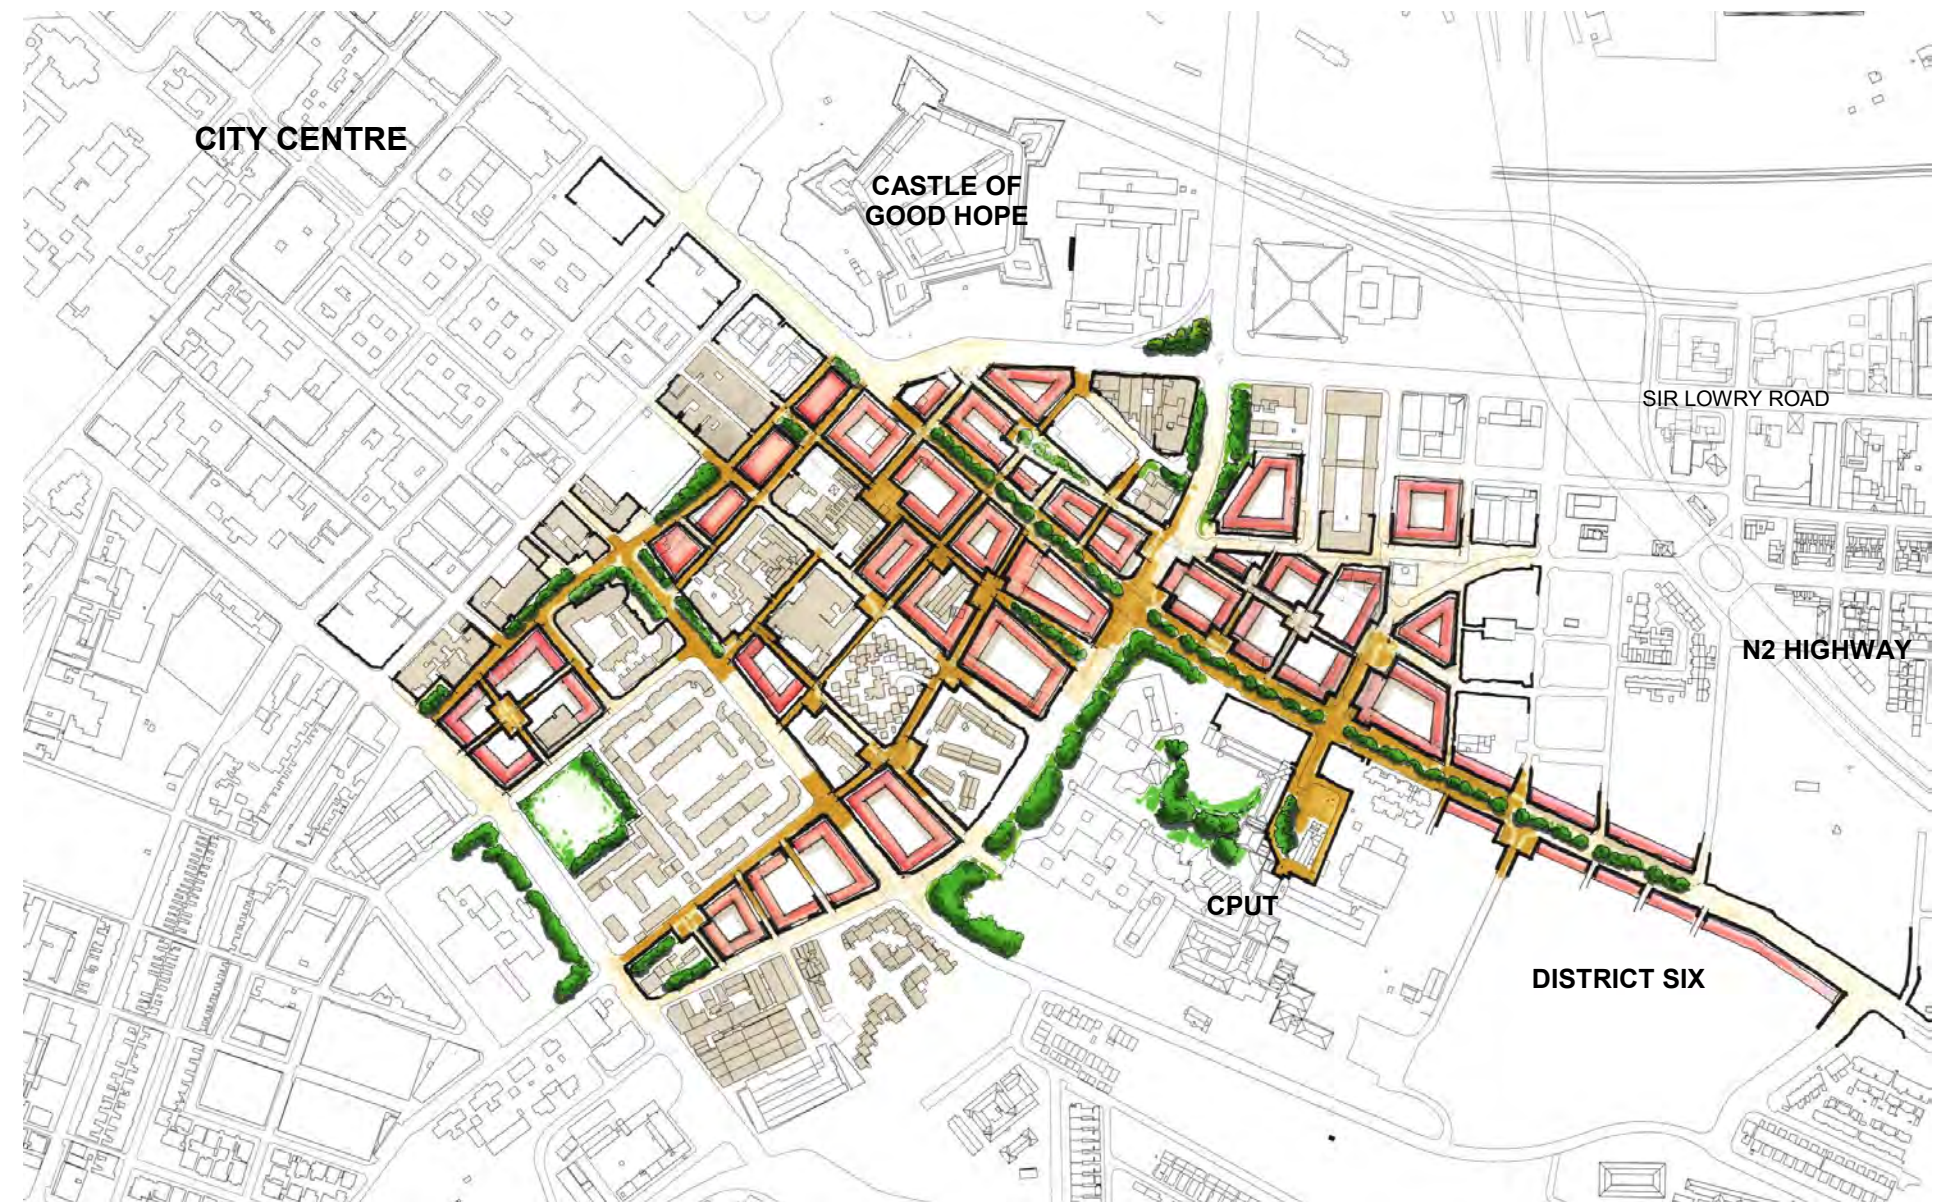 CITY CENTRE
CASTLE OF
GOOD HOPE
SIR LOWRY ROAD
N2 HIGHWAY
CPUT
DISTRICT SIX